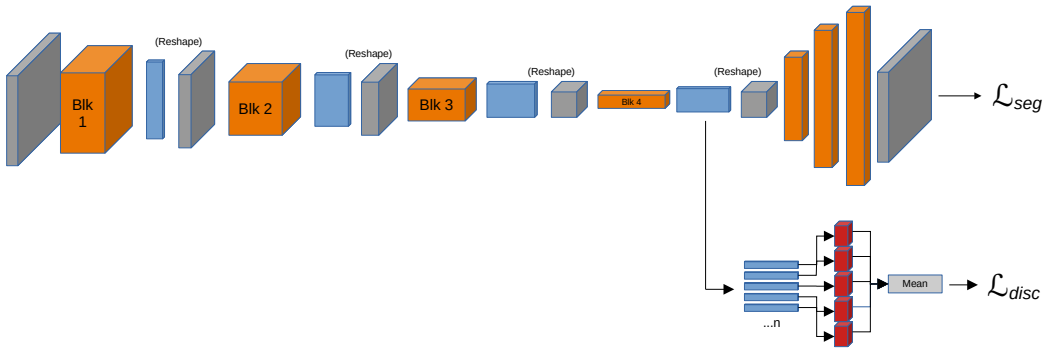 (Reshape)
(Reshape)
(Reshape)
(Reshape)
Blk
1
Blk 2
Blk 3
Blk 4
ℒseg
...n
Mean
ℒdisc